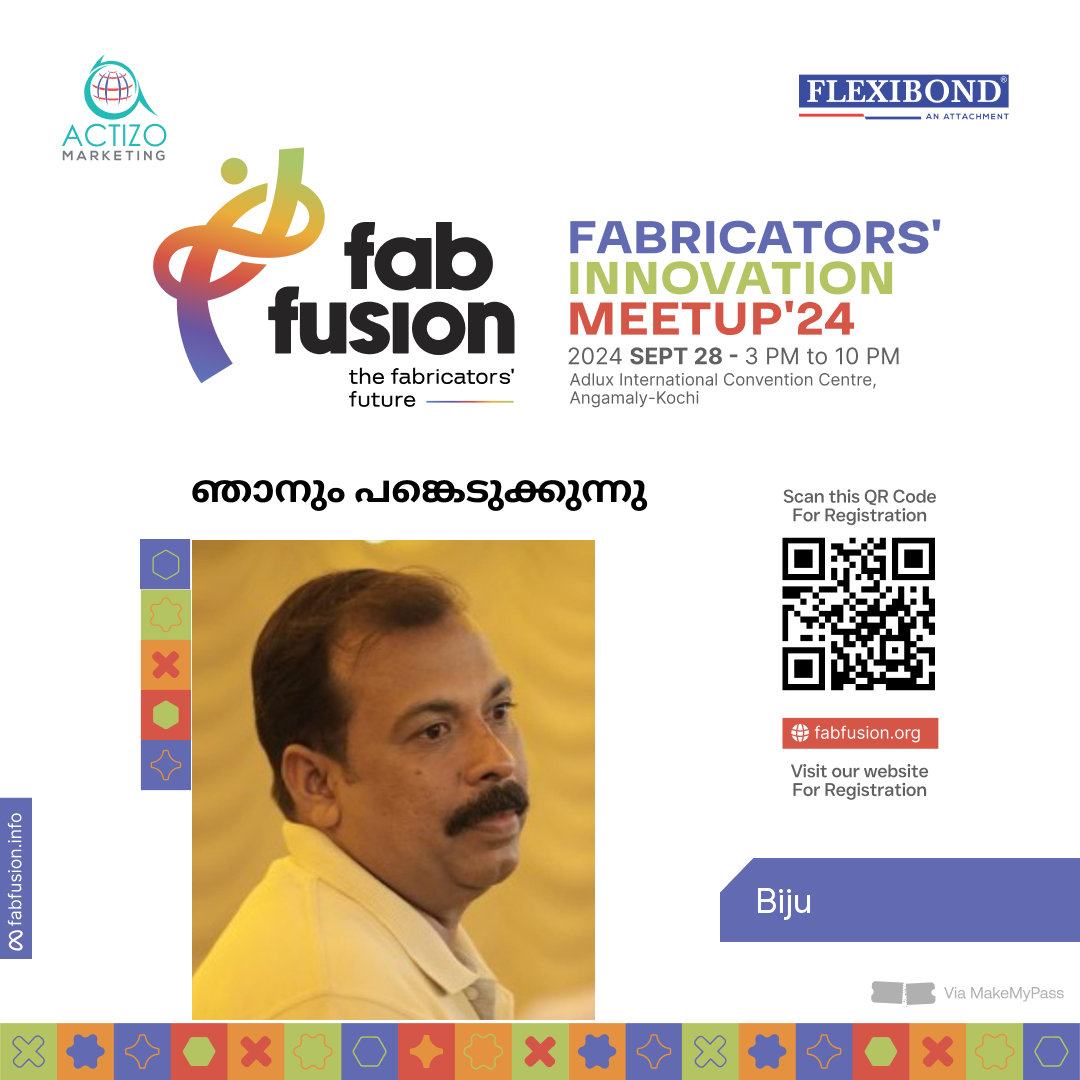 ACTIZO
MARKETING
FLEXIBOND®
AN ATTACHMENT
fab
fusion
the fabricators'
future
FABRICATORS'
INNOVATION
MEETUP'24
2024 SEPT 28 - 3 PM to 10 PM
Adlux International Convention Centre,
Angamaly-Kochi
ഞാനും പങ്കെടുക്കുന്നു
Scan this QR Code
For Registration
fabfusion.org
Visit our website
For Registration
fabfusion.info
Biju
Via MakeMyPass